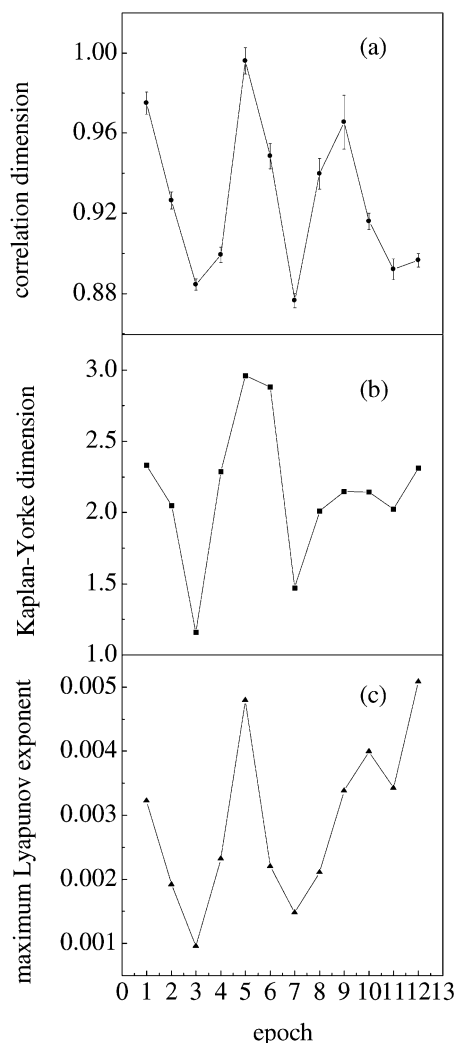 (a)
1.00
0.96
0.92
0.88
correlation dimension
(b)
3.0
2.5
2.0
1.5
1.0
Kaplan-Yorke dimension
(c)
0.005
0.004
0.003
0.002
0.001
maximum Lyapunov exponent
0 1 2 3 4 5 6 7 8 9 10 11 12 13
epoch